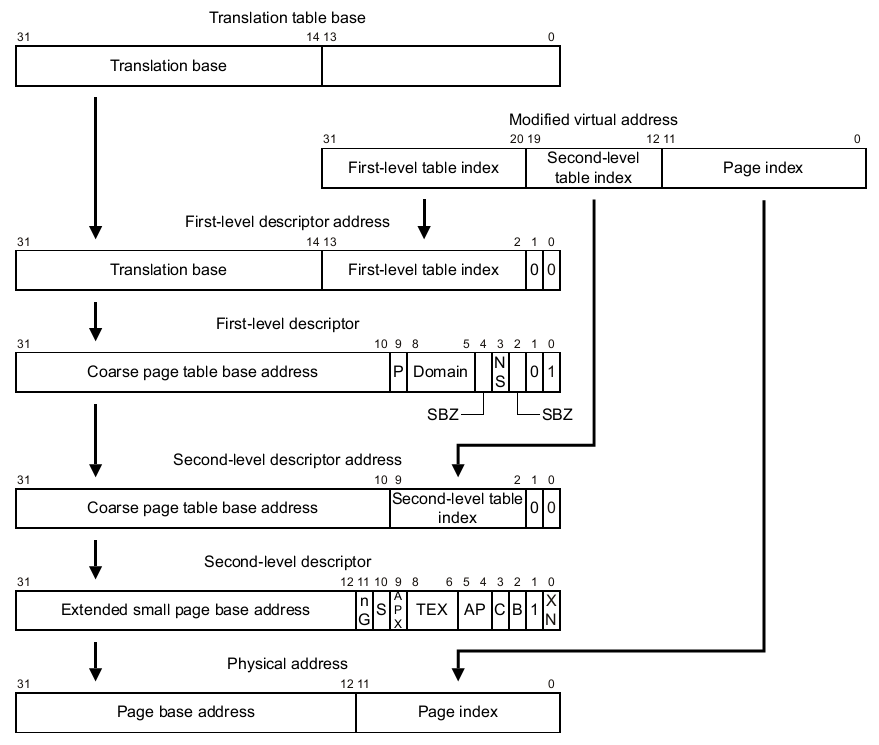 Translation table base
31 14 13 0
Translation base
Modified virtual address
31 20 19 12 11 0
First-level table index
Second-level
table index
Page index
First-level descriptor address
31 14 13 2 1 0
Translation base First-level table index 0 0
First-level descriptor
31 10 9 8 5 4 3 2 1 0
Coarse page table base address P Domain N
S 0 1
SBZ SBZ
Second-level descriptor address
31 10 9 2 1 0
Coarse page table base address Second-level table
index 0 0
Second-level descriptor
31 12 11 10 9 8 6 5 4 3 2 1 0
Extended small page base address n
G S A
P
X TEX AP C B 1 X
N
Physical address
31 12 11 0
Page base address Page index